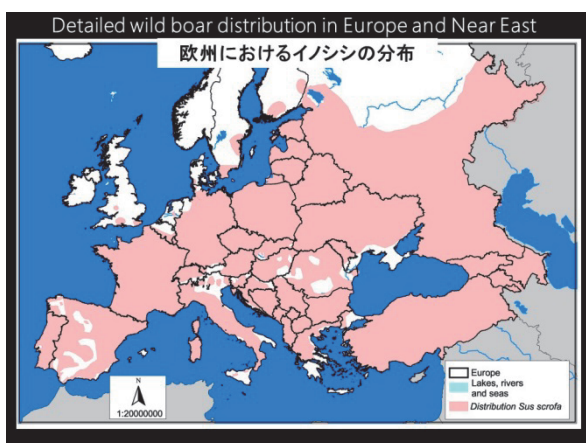 Detailed wild boar distribution in Europe and Near East
欧州におけるイノシシの分布
N
1:20000000
Europe
Lakes, rivers
and seas
Distribution Sus scrofa